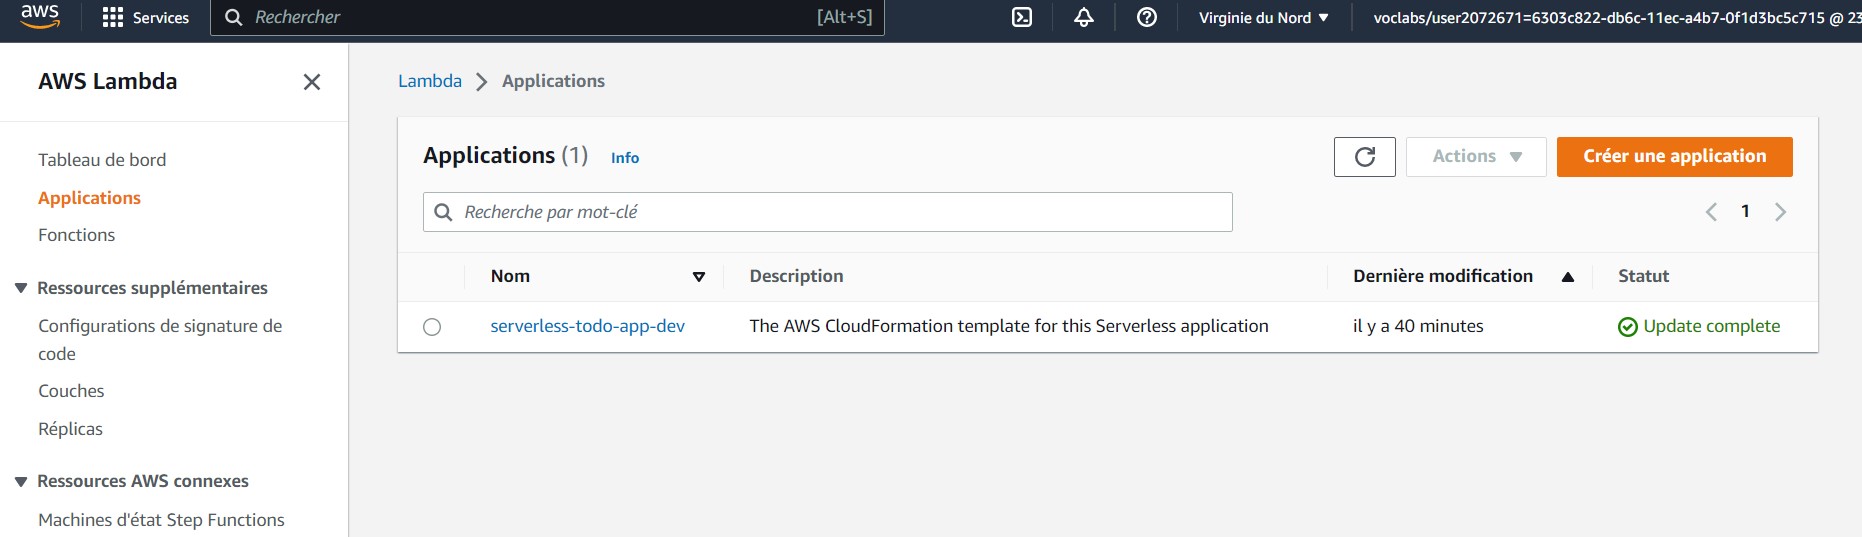 aws
Services
Rechercher
[Alt+S]
Virginie du Nord
voclabs/user2072671=6303c822-db6c-11ec-a4b7-0f1d3bc5c715 @ 23
AWS Lambda
Tableau de bord
Applications
Fonctions
Ressources supplémentaires
Configurations de signature de
code
Couches
Réplicas
Ressources AWS connexes
Machines d'état Step Functions
Lambda
Applications
Applications (1)
Info
Actions
Créer une application
Recherche par mot-clé
1
Nom
Description
Dernière modification
Statut
serverless-todo-app-dev
The AWS CloudFormation template for this Serverless application
il y a 40 minutes
Update complete